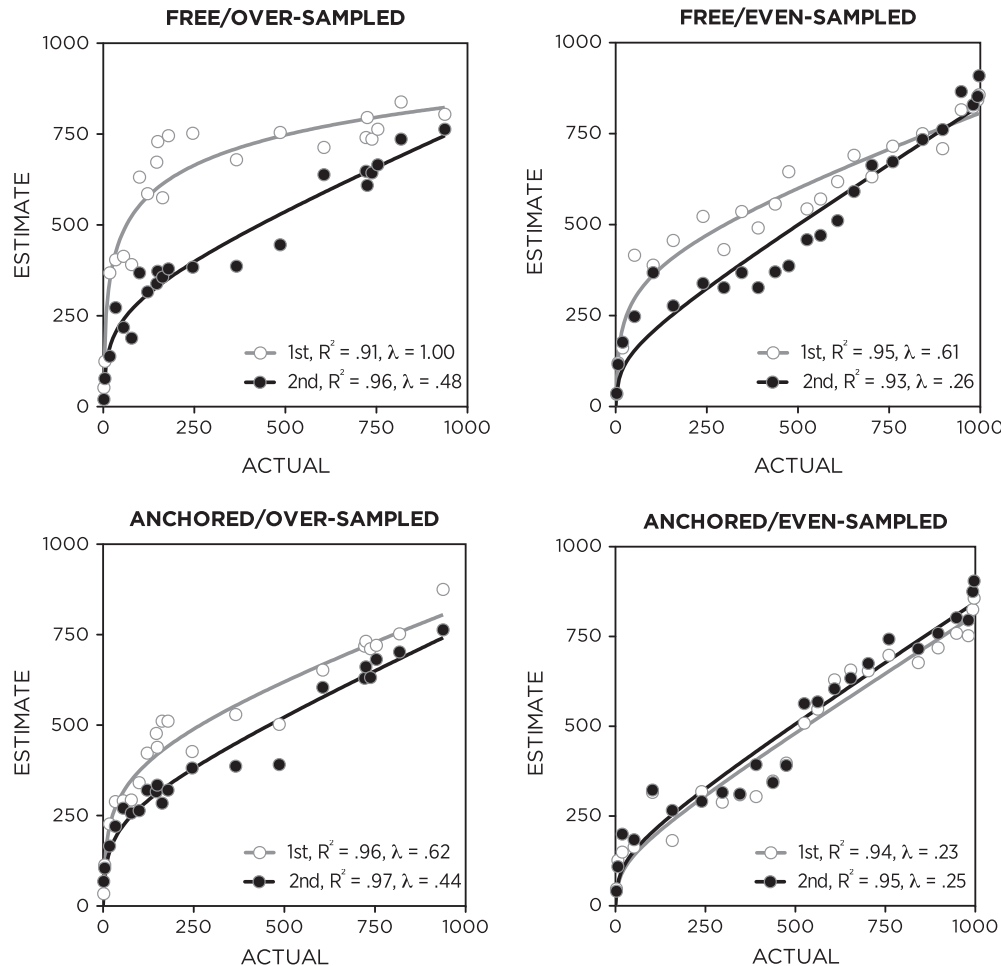 FREE/OVER-SAMPLED
1000
750
500
250
0
ESTIMATE
1st, R² = .91, λ = 1.00
2nd, R² = .96, λ = .48
0 250 500 750 1000
ACTUAL
FREE/EVEN-SAMPLED
1000
750
500
250
0
ESTIMATE
1st, R² = .95, λ = .61
2nd, R² = .93, λ = .26
0 250 500 750 1000
ACTUAL
ANCHORED/OVER-SAMPLED
1000
750
500
250
0
ESTIMATE
1st, R² = .96, λ = .62
2nd, R² = .97, λ = .44
0 250 500 750 1000
ACTUAL
ANCHORED/EVEN-SAMPLED
1000
750
500
250
0
ESTIMATE
1st, R² = .94, λ = .23
2nd, R² = .95, λ = .25
0 250 500 750 1000
ACTUAL